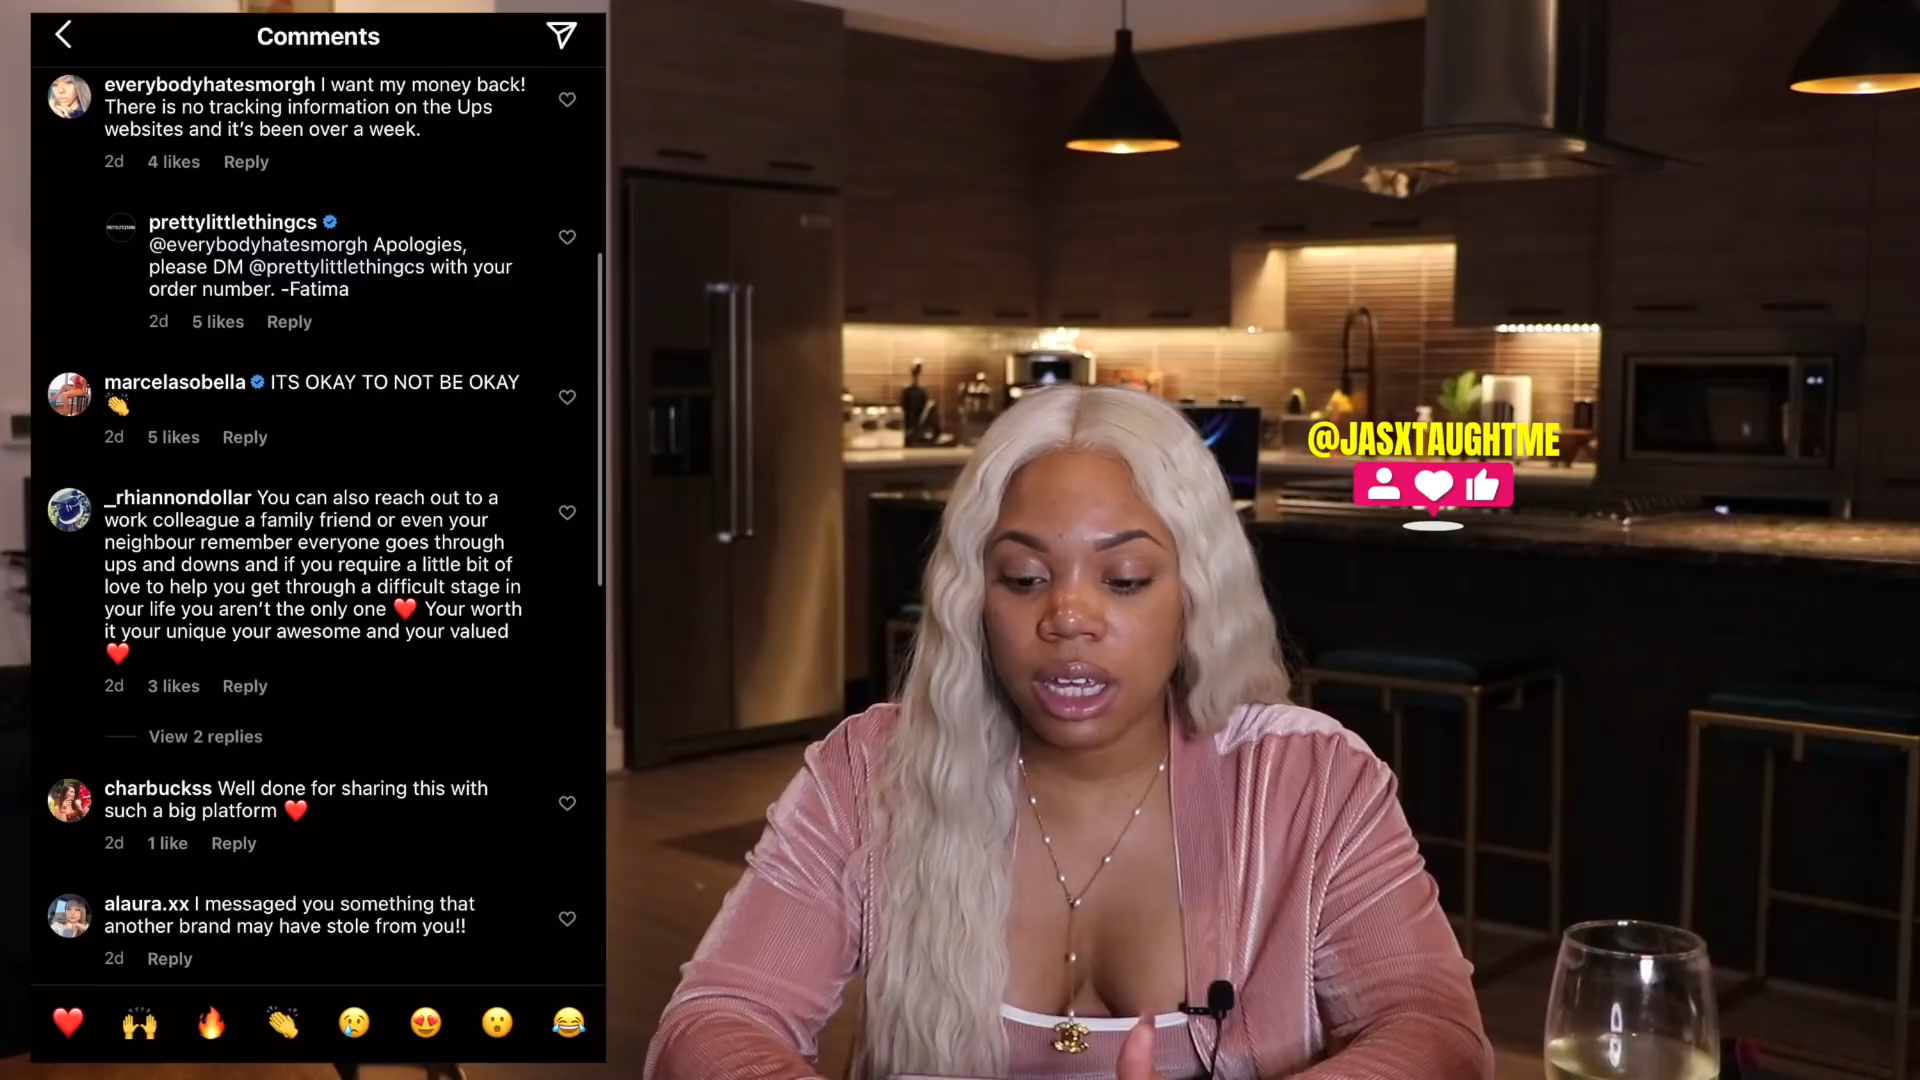 Comments
everybodyhatesmorgh I want my money back!
There is no tracking information on the Ups
websites and it's been over a week.
2d 4 likes Reply
prettylittlethingcs
@everybodyhatesmorgh Apologies,
please DM @prettylittlethingcs with your
order number. -Fatima
2d 5 likes Reply
marcelasobella ITS OKAY TO NOT BE OKAY
👏
2d 5 likes Reply
_rhiannondollar You can also reach out to a
work colleague a family friend or even your
neighbour remember everyone goes through
ups and downs and if you require a little bit of
love to help you get through a difficult stage in
your life you aren't the only one ❤️ Your worth
it your unique your awesome and your valued
❤️
2d 3 likes Reply
View 2 replies
charbuckss Well done for sharing this with
such a big platform ❤️
2d 1 like Reply
alaura.xx I messaged you something that
another brand may have stole from you!!
2d Reply
@JASXTAUGHTME